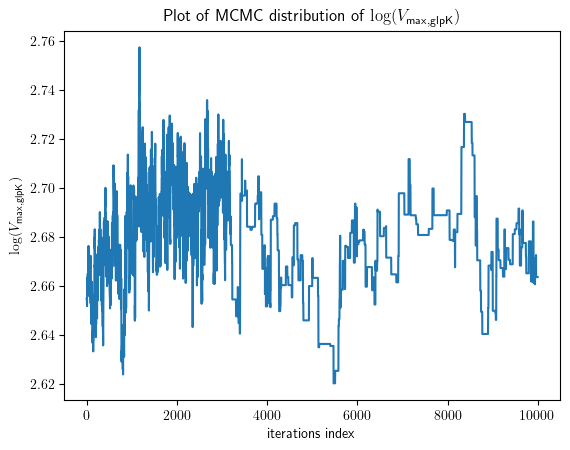 Plot of MCMC distribution of log(V_max,glpK)
2.76
2.74
2.72
2.70
2.68
2.66
2.64
2.62
log(V_max,glpK)
0 2000 4000 6000 8000 10000
iterations index